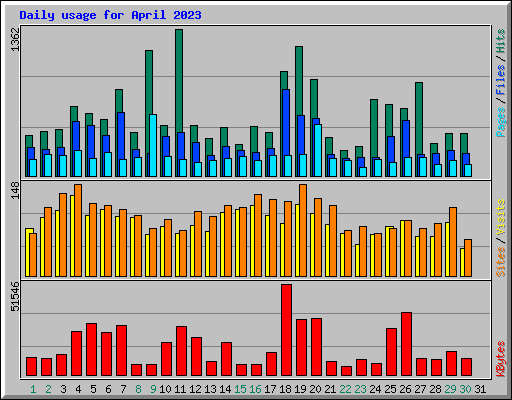 Daily usage for April 2023
1362
Pages / Files / Hits
148
Sites / Visits
51546
KBytes
1 2 3 4 5 6 7 8 9 10 11 12 13 14 15 16 17 18 19 20 21 22 23 24 25 26 27 28 29 30 31